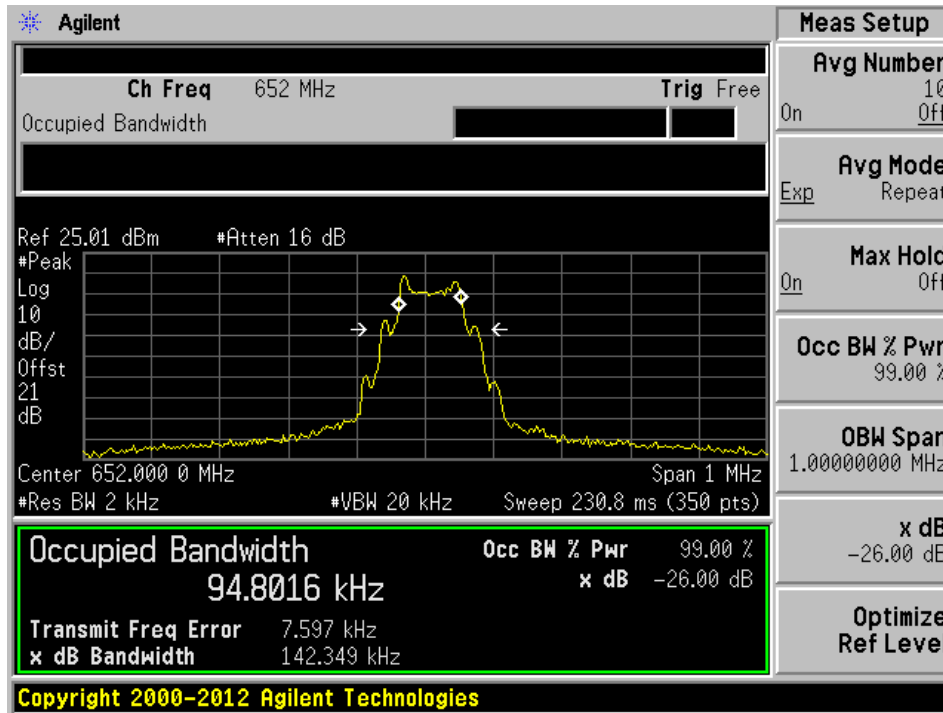 Agilent
Meas Setup
Ch Freq 652 MHz Trig Free
Occupied Bandwidth
Ref 25.01 dBm #Atten 16 dB
#Peak
Log
10
dB/
Offst
21
dB
Center 652.000 0 MHz Span 1 MHz
#Res BW 2 kHz #VBW 20 kHz Sweep 230.8 ms (350 pts)
Occupied Bandwidth
94.8016 kHz
Occ BW % Pwr 99.00 %
x dB -26.00 dB
Transmit Freq Error 7.597 kHz
x dB Bandwidth 142.349 kHz
Copyright 2000-2012 Agilent Technologies
Avg Number
10
On Off
Avg Mode
Exp Repeat
Max Hold
On Off
Occ BW % Pwr
99.00 %
OBW Span
1.00000000 MHz
x dB
-26.00 dB
Optimize
Ref Level